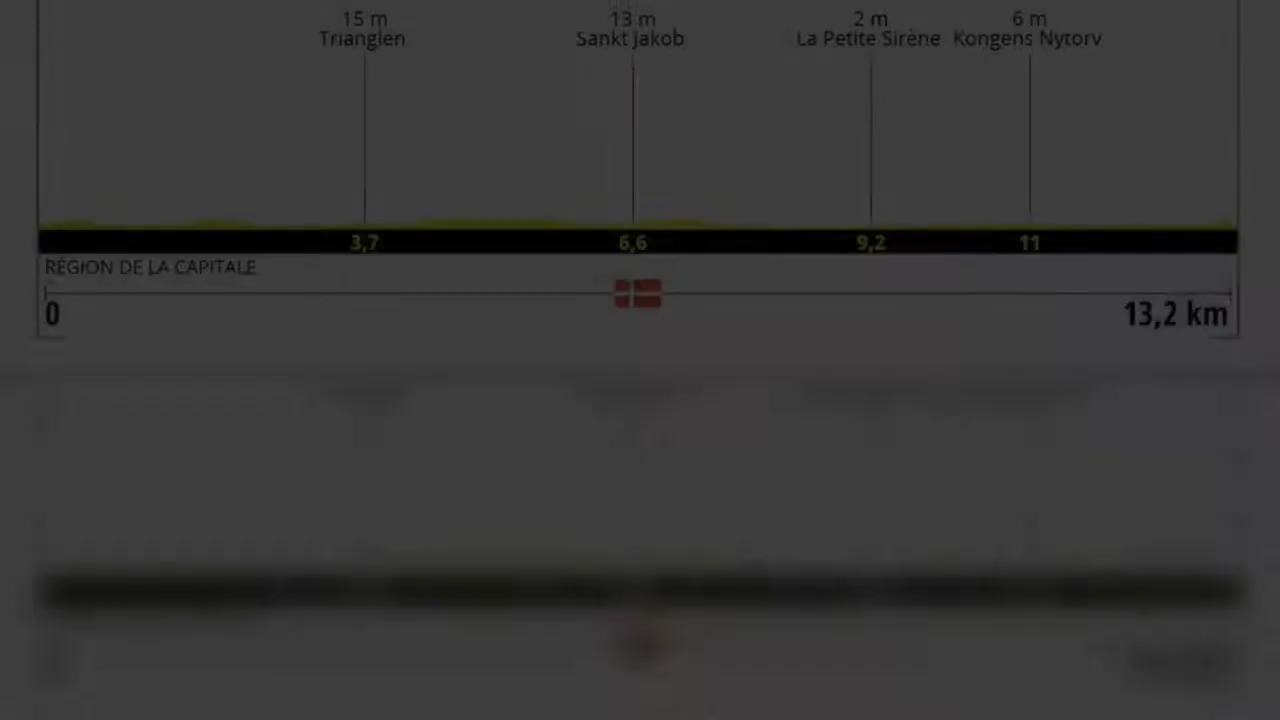 15 m 13 m 2 m 6 m
Trianglen Sankt Jakob La Petite Sirène Kongens Nytorv
3,7 6,6 9,2 11
RÉGION DE LA CAPITALE
0 13,2 km